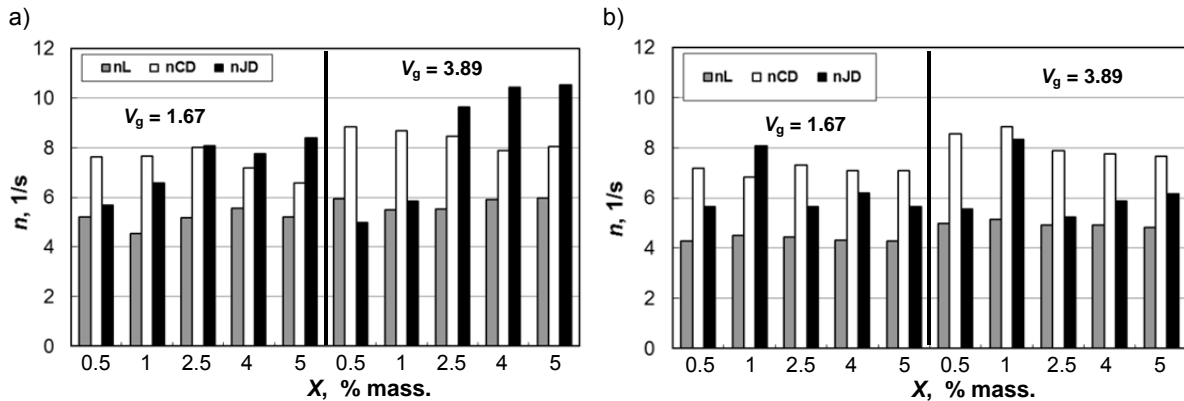 a)
12
10
8
6
4
2
0
n, 1/s
nL nCD nJD
Vg = 1.67
Vg = 3.89
0.5 1 2.5 4 5 0.5 1 2.5 4 5
X, % mass.
b)
12
10
8
6
4
2
0
n, 1/s
nL nCD nJD
Vg = 1.67
Vg = 3.89
0.5 1 2.5 4 5 0.5 1 2.5 4 5
X, % mass.